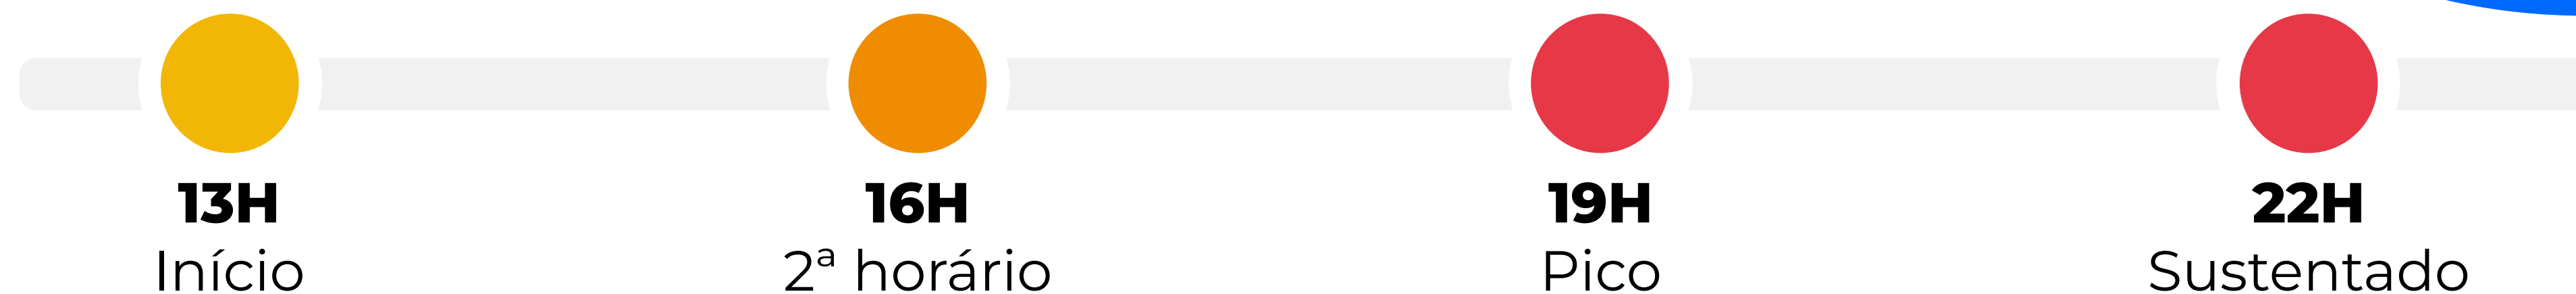 13H
Início
16H
2ª horário
19H
Pico
22H
Sustentado